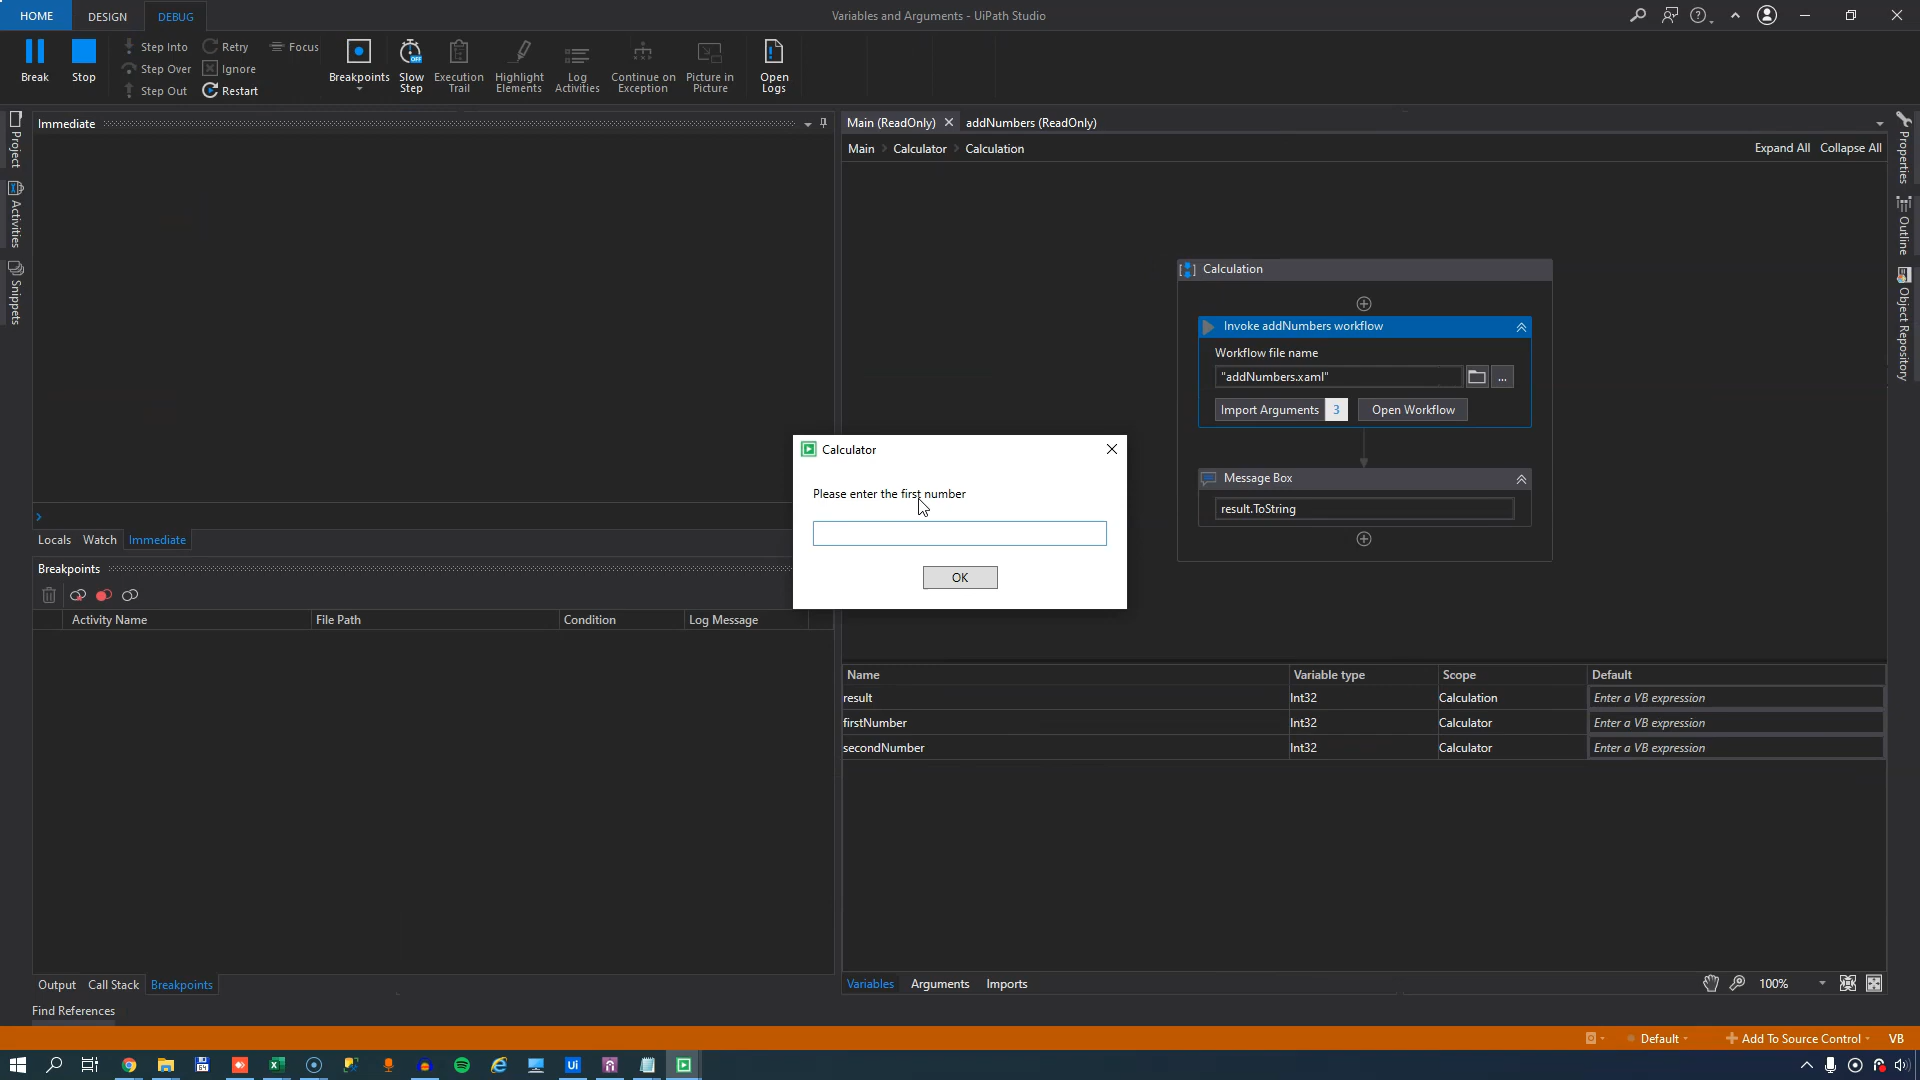 HOME
DESIGN
DEBUG
Variables and Arguments - UiPath Studio
Break
Stop
Step Into
Step Over
Step Out
Retry
Ignore
Restart
Focus
Breakpoints
Slow
Step
Execution
Trail
Highlight
Elements
Log
Activities
Continue on
Exception
Picture in
Picture
Open
Logs
Project
Activities
Snippets
Immediate
Locals
Watch
Immediate
Breakpoints
Activity Name
File Path
Condition
Log Message
Output
Call Stack
Breakpoints
Find References
Main (ReadOnly)
addNumbers (ReadOnly)
Main
Calculator
Calculation
Expand All
Collapse All
Calculation
Invoke addNumbers workflow
Workflow file name
"addNumbers.xaml"
...
Import Arguments 3
Open Workflow
Message Box
result.ToString
Calculator
Please enter the first number
OK
Name Variable type Scope Default
result Int32 Calculation Enter a VB expression
firstNumber Int32 Calculator Enter a VB expression
secondNumber Int32 Calculator Enter a VB expression
Variables
Arguments
Imports
100%
Properties
Outline
Object Repository
Default
Add To Source Control
VB
Ui